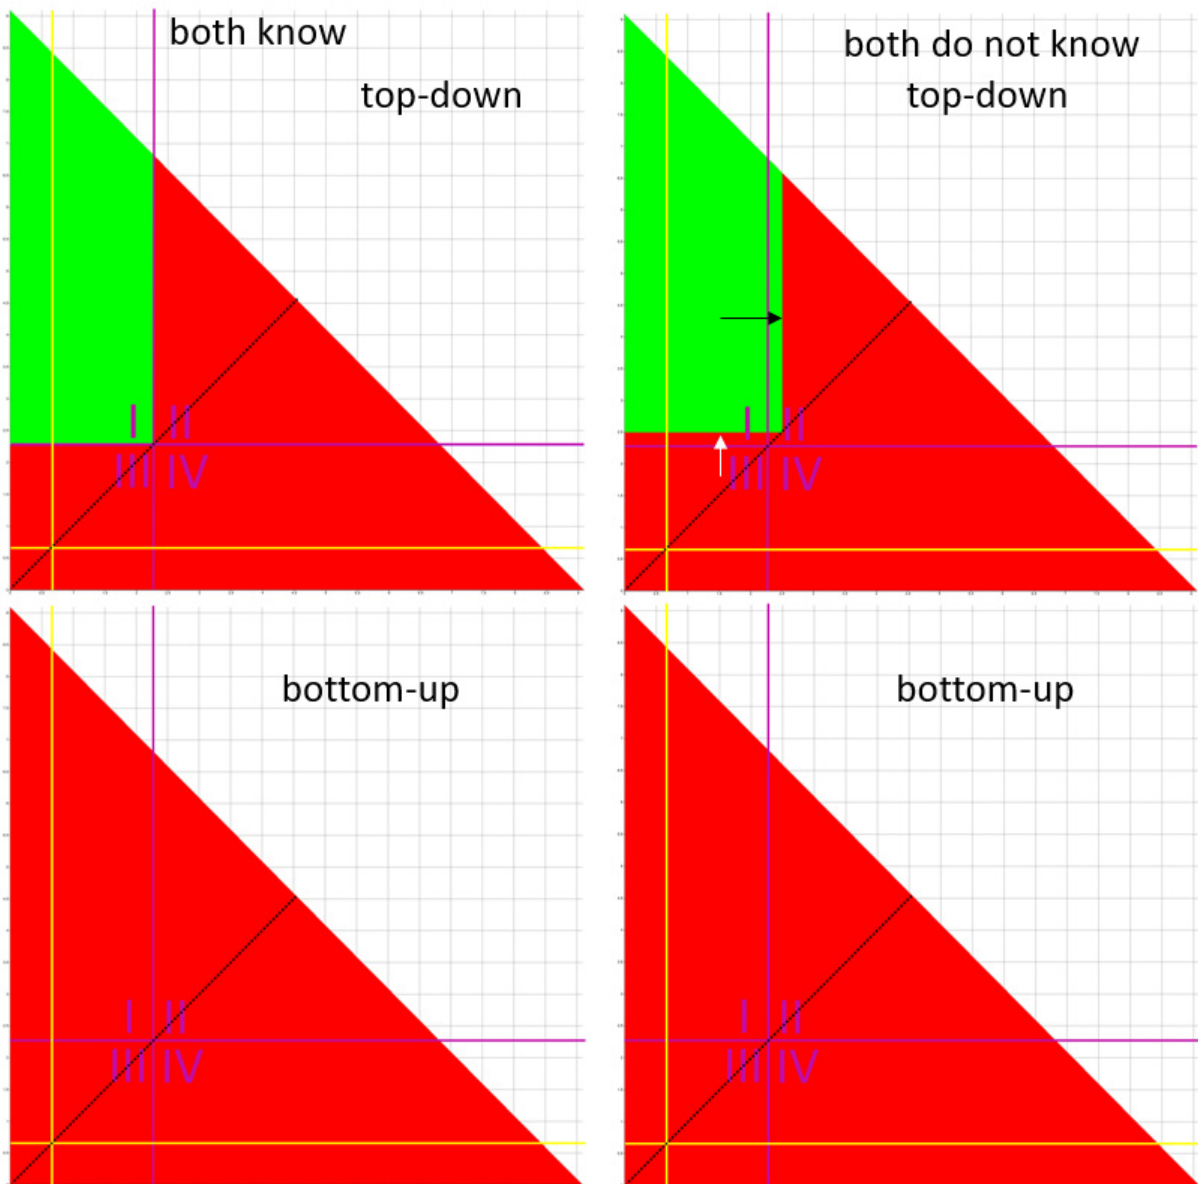 both know
top-down
I II
III IV
both do not know
top-down
I II
III IV
bottom-up
I II
III IV
bottom-up
I II
III IV